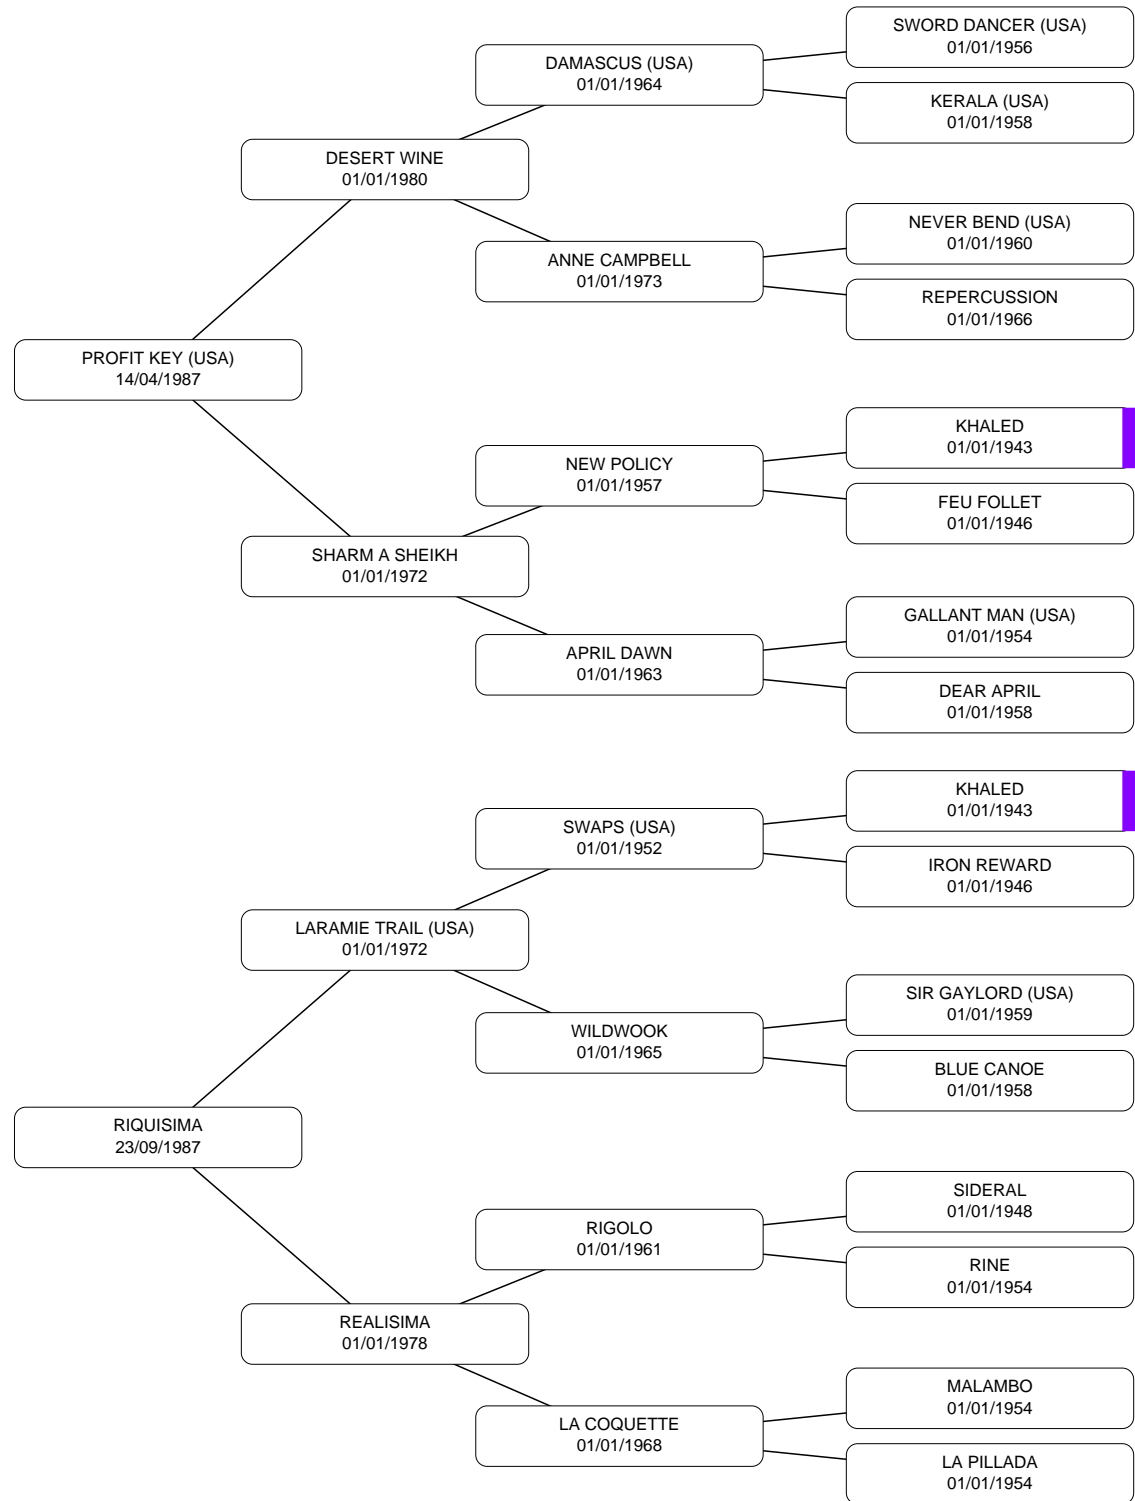 SWORD DANCER (USA)
01/01/1956
DAMASCUS (USA)
01/01/1964
KERALA (USA)
01/01/1958
DESERT WINE
01/01/1980
NEVER BEND (USA)
01/01/1960
ANNE CAMPBELL
01/01/1973
REPERCUSSION
01/01/1966
PROFIT KEY (USA)
14/04/1987
KHALED
01/01/1943
NEW POLICY
01/01/1957
FEU FOLLET
01/01/1946
SHARM A SHEIKH
01/01/1972
GALLANT MAN (USA)
01/01/1954
APRIL DAWN
01/01/1963
DEAR APRIL
01/01/1958
KHALED
01/01/1943
SWAPS (USA)
01/01/1952
IRON REWARD
01/01/1946
LARAMIE TRAIL (USA)
01/01/1972
SIR GAYLORD (USA)
01/01/1959
WILDWOOK
01/01/1965
BLUE CANOE
01/01/1958
RIQUISIMA
23/09/1987
SIDERAL
01/01/1948
RIGOLO
01/01/1961
RINE
01/01/1954
REALISIMA
01/01/1978
MALAMBO
01/01/1954
LA COQUETTE
01/01/1968
LA PILLADA
01/01/1954